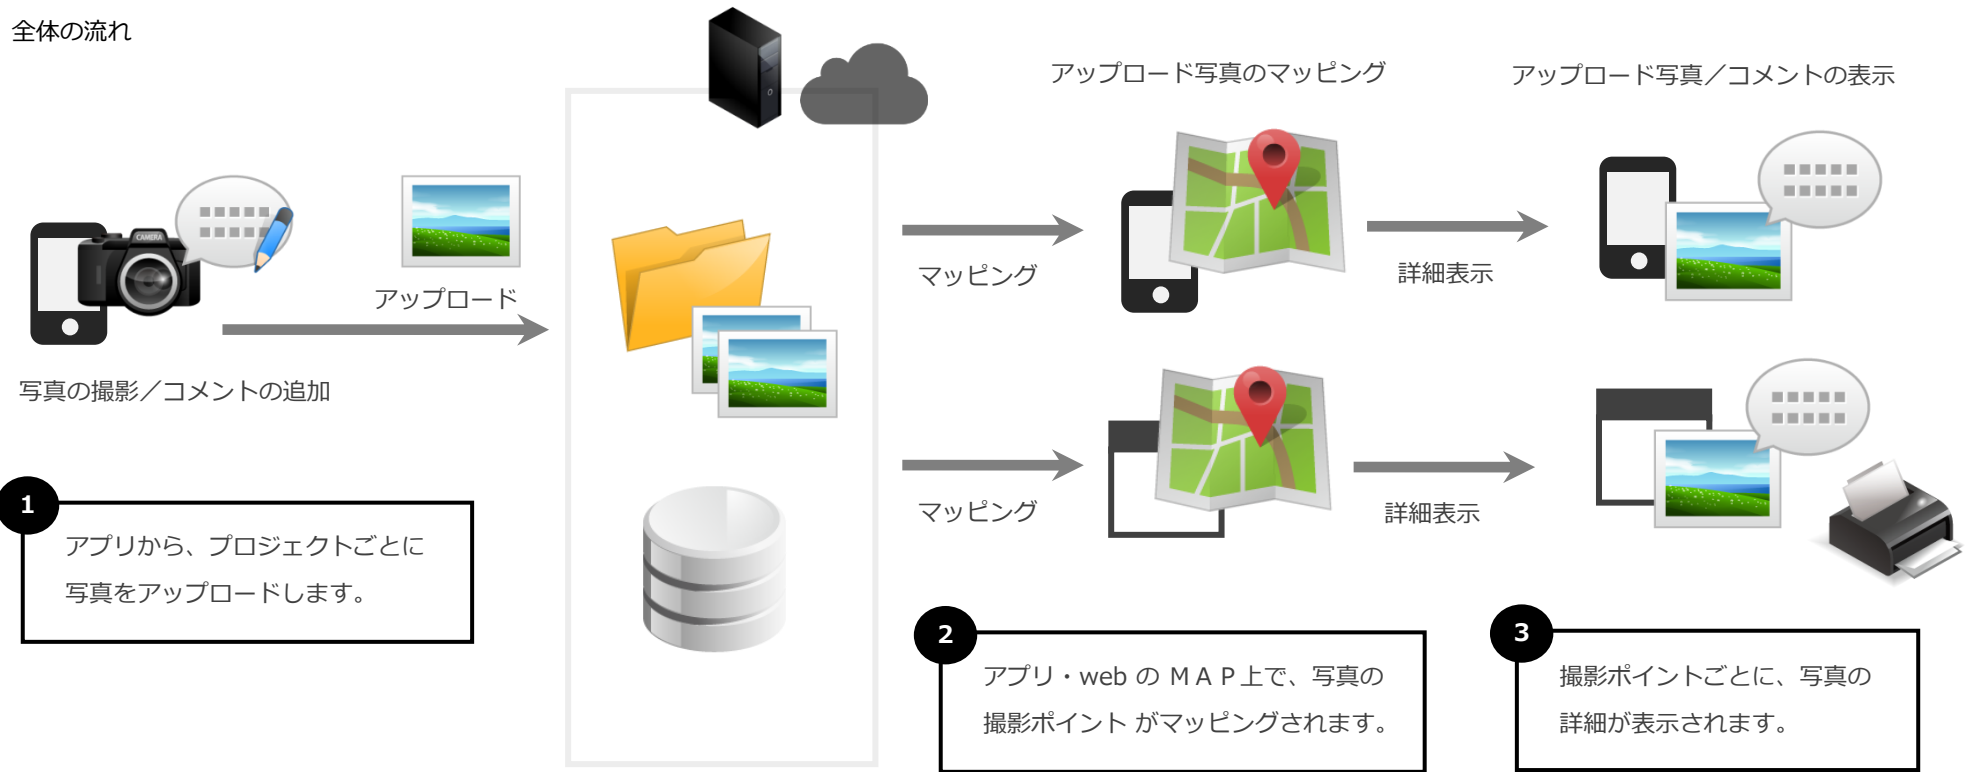 全体の流れ
アップロード写真のマッピング
アップロード写真／コメントの表示
CAMERA
アップロード
写真の撮影／コメントの追加
マッピング
詳細表示
マッピング
詳細表示
1
アプリから、プロジェクトごとに
写真をアップロードします。
2
アプリ・web の ＭＡＰ上で、写真の
撮影ポイント がマッピングされます。
3
撮影ポイントごとに、写真の
詳細が表示されます。